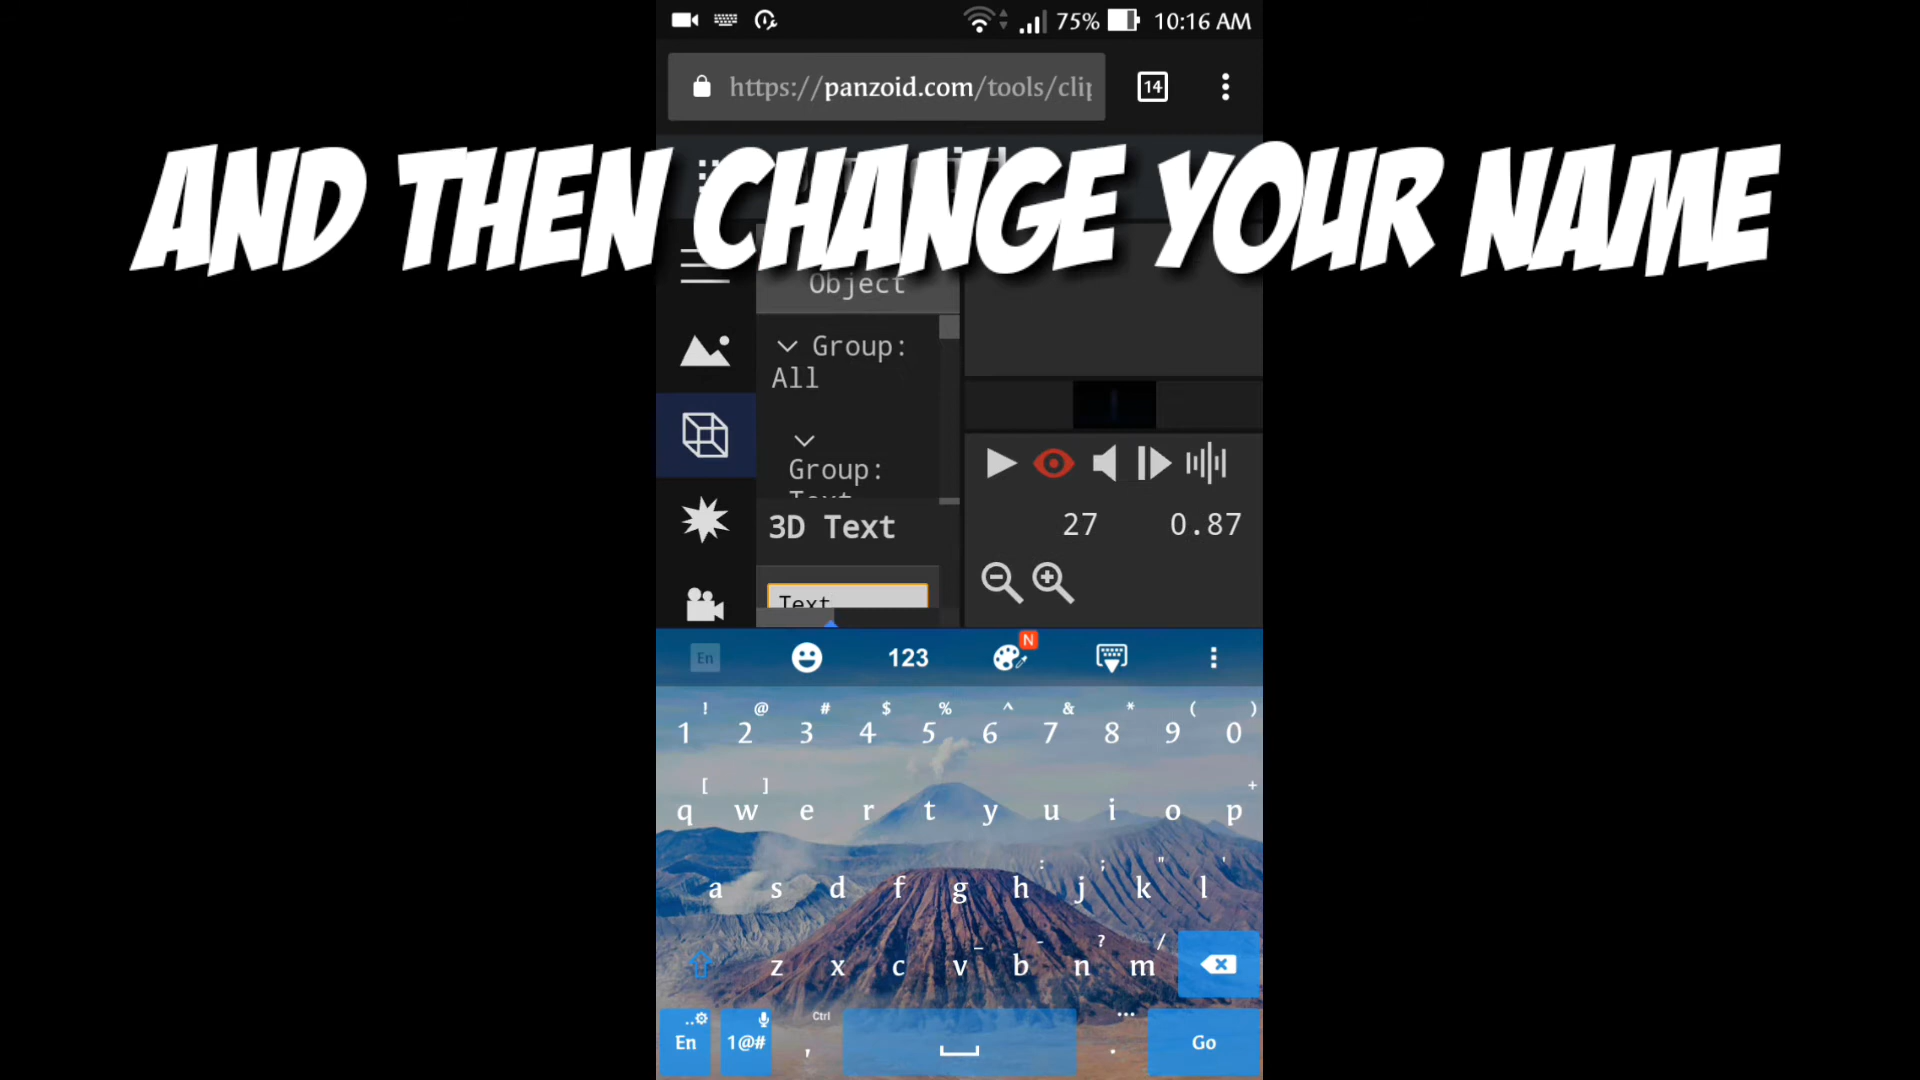 75% 10:16 AM
https://panzoid.com/tools/clip
14
AND THEN CHANGE YOUR NAME
Object
Group:
All
Group:
Text
3D Text
27 0.87
Text
En 123 N
! @ # $ % ^ & * ( )
1 2 3 4 5 6 7 8 9 0
[ ] +
q w e r t y u i o p
: ; " '
a s d f g h j k l
_ - ? /
z x c v b n m
Ctrl ...
En 1@# , . Go